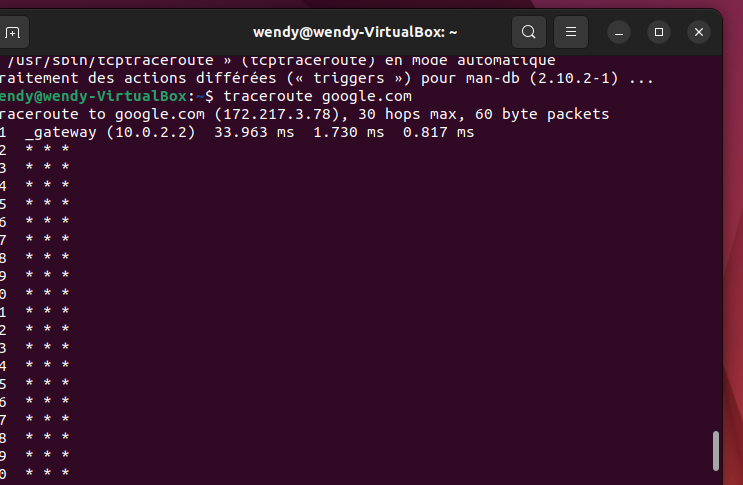 wendy@wendy-VirtualBox: ~
/usr/sbin/tcptraceroute » (tcptraceroute) en mode automatique
raitement des actions différées (« triggers ») pour man-db (2.10.2-1) ...
endy@wendy-VirtualBox:~$ traceroute google.com
raceroute to google.com (172.217.3.78), 30 hops max, 60 byte packets
1 _gateway (10.0.2.2) 33.963 ms 1.730 ms 0.817 ms
2 * * *
3 * * *
4 * * *
5 * * *
6 * * *
7 * * *
8 * * *
9 * * *
0 * * *
1 * * *
2 * * *
3 * * *
4 * * *
5 * * *
6 * * *
7 * * *
8 * * *
9 * * *
0 * * *